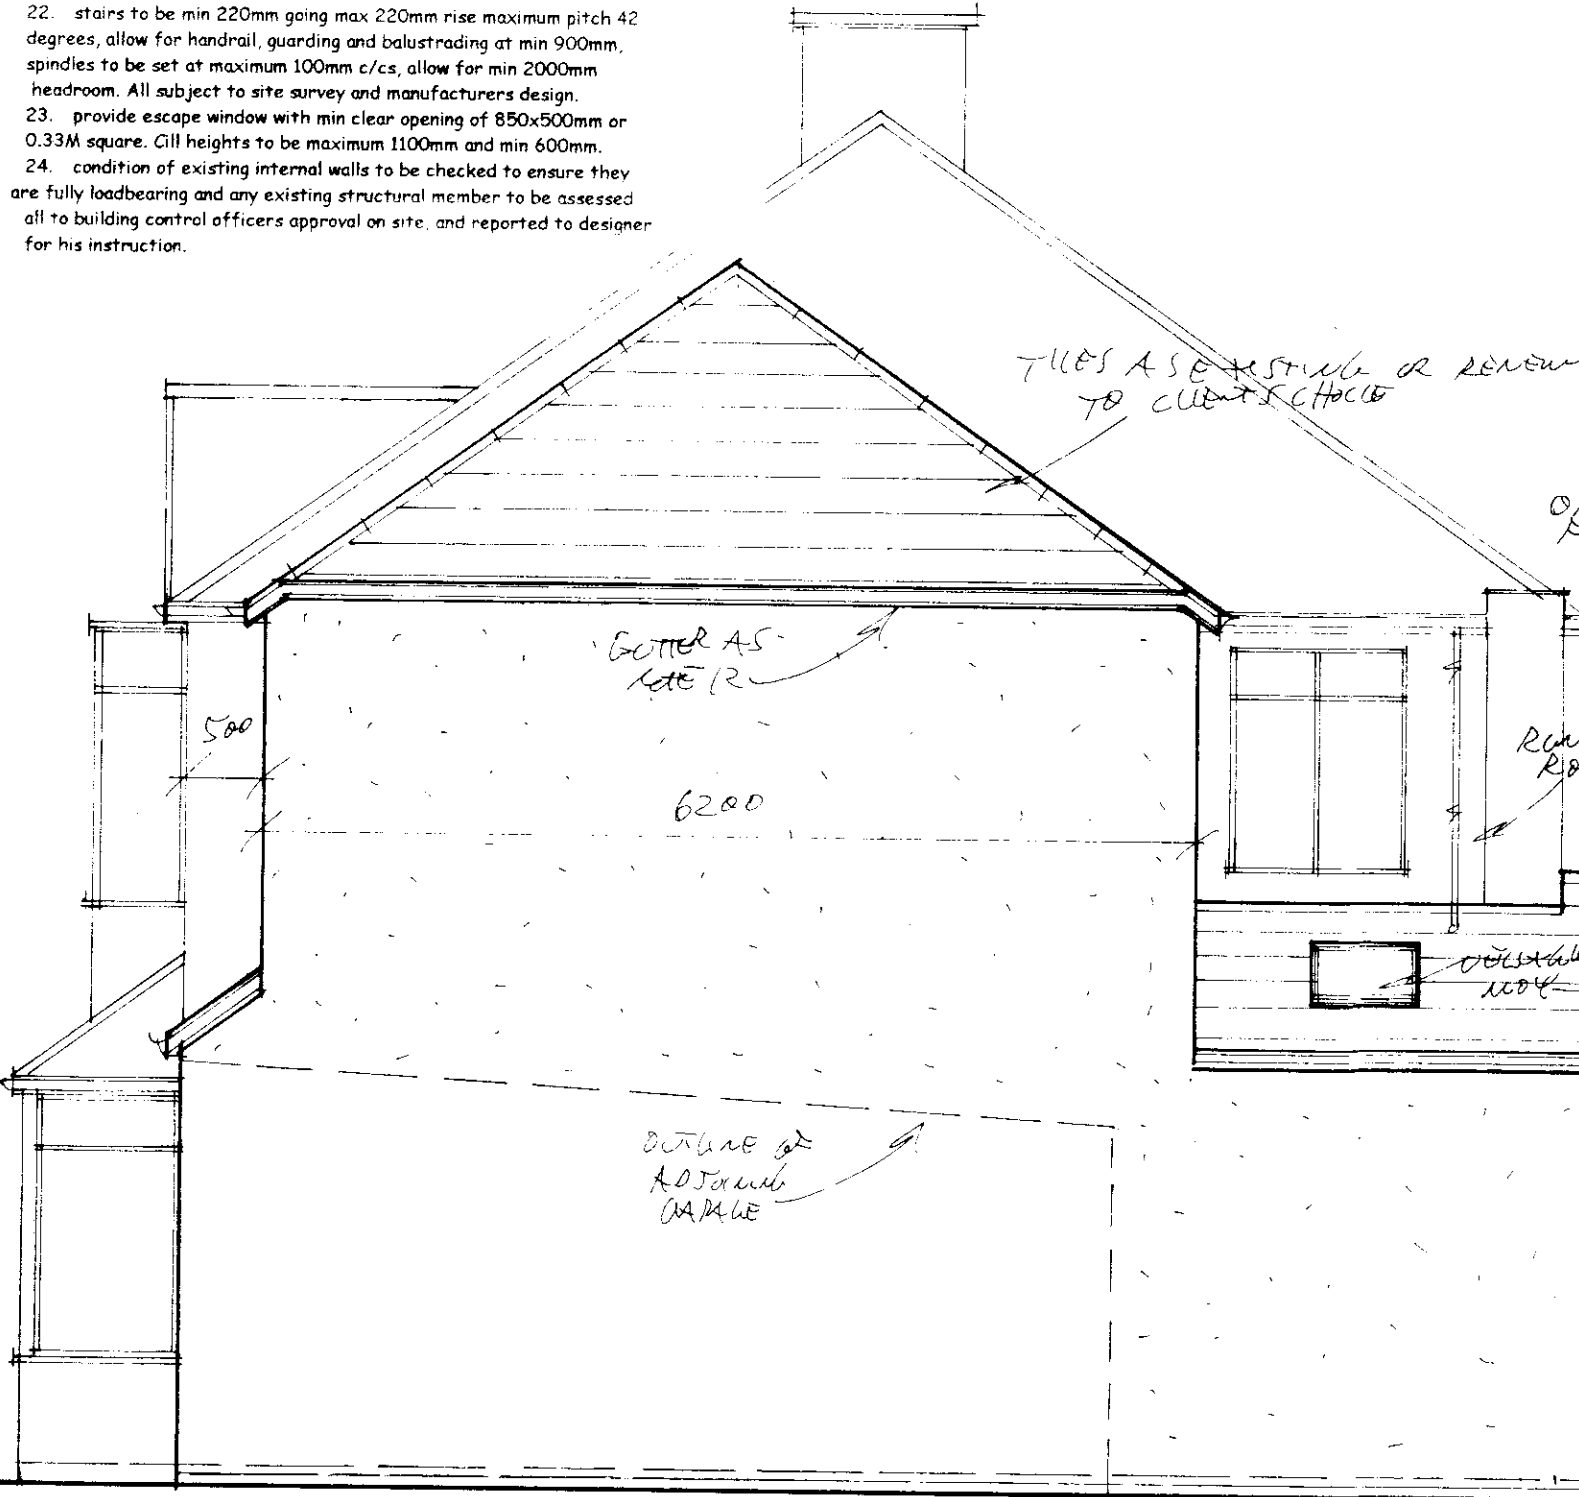 22. stairs to be min 220mm going max 220mm rise maximum pitch 42
degrees, allow for handrail, guarding and balustrading at min 900mm,
spindles to be set at maximum 100mm c/cs, allow for min 2000mm
headroom. All subject to site survey and manufacturers design.
23. provide escape window with min clear opening of 850x500mm or
0.33M square. Cill heights to be maximum 1100mm and min 600mm.
24. condition of existing internal walls to be checked to ensure they
are fully loadbearing and any existing structural member to be assessed
all to building control officers approval on site, and reported to designer
for his instruction.
TILES AS EXISTING OR RENEW
TO CLIENTS CHOICE
GUTTER AS
NOTE 12
500
6200
OUTLINE OF
ADJOINING
GARAGE